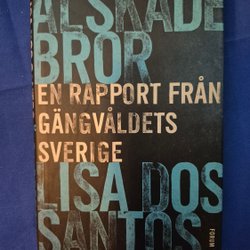 ÄLSKADE
BROR
EN RAPPORT FRÅN
GÄNGVÅLDETS
SVERIGE
LISA DOS
SANTOS
FORUM